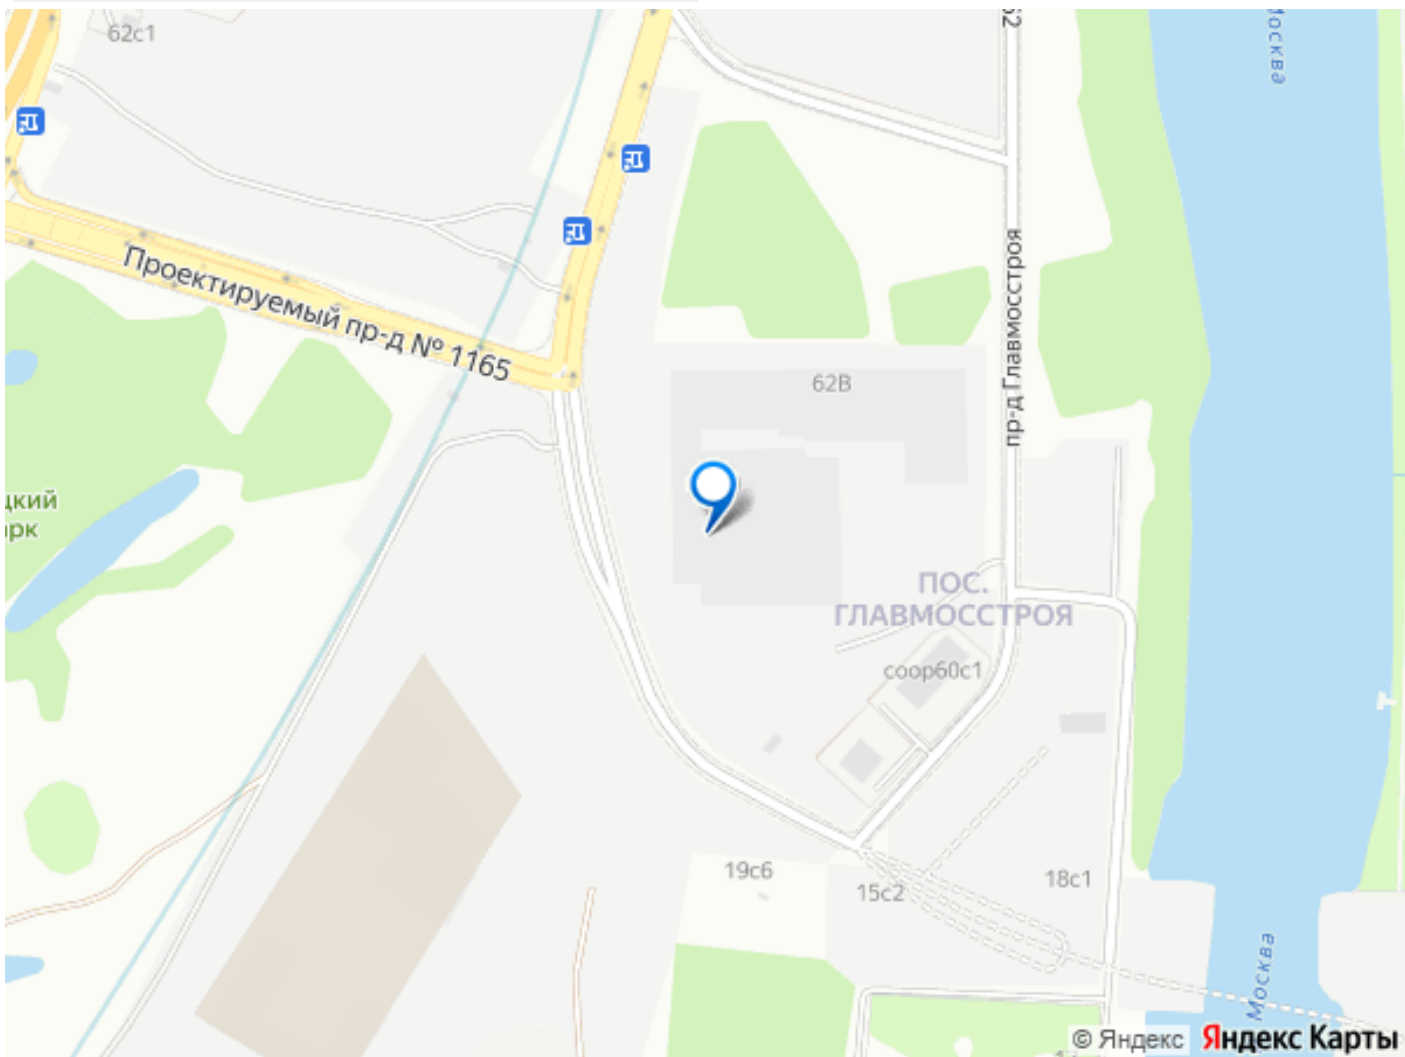 62с1
62
Москва
Проектируемый пр-д № 1165
пр-д Главмосстроя
62В
цкий
арк
ПОС.
ГЛАВМОССТРОЯ
соор60с1
19с6
15с2
18с1
Москва
© Яндекс Яндекс Карты